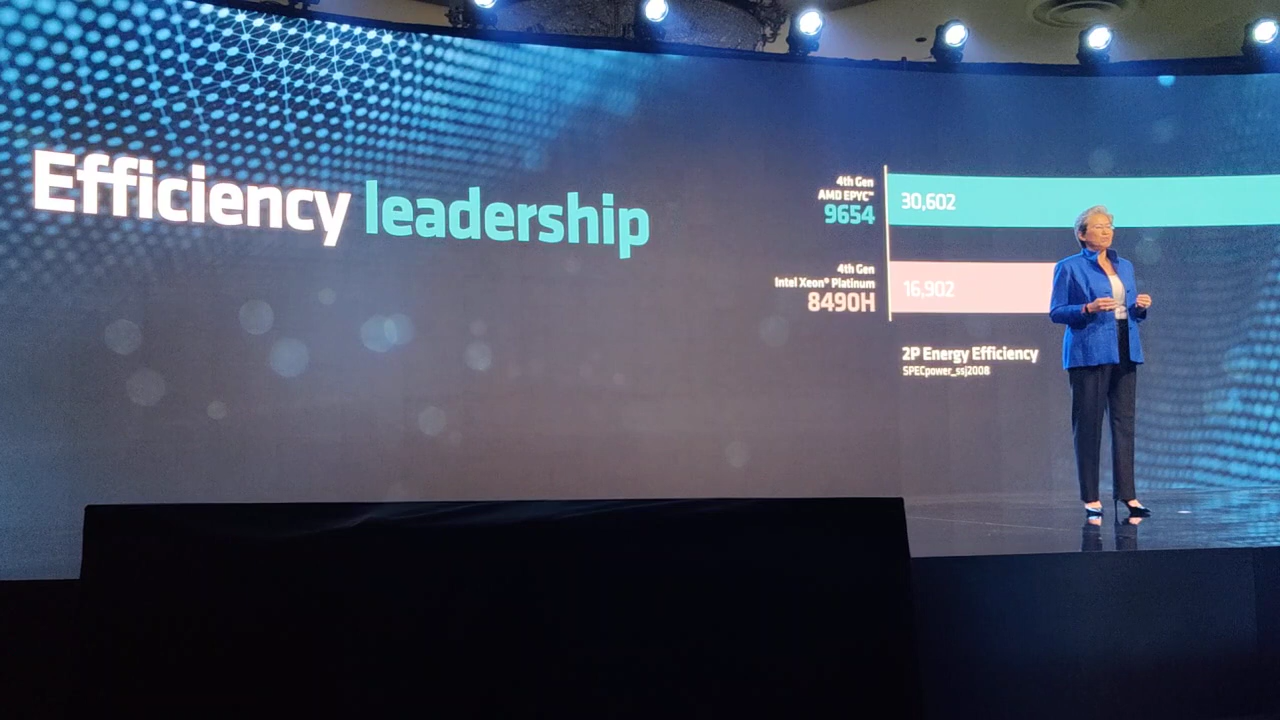 Efficiency leadership
4th Gen
AMD EPYC™
9654
30,602
4th Gen
Intel Xeon® Platinum
8490H
16,902
2P Energy Efficiency
SPECpower_ssj2008